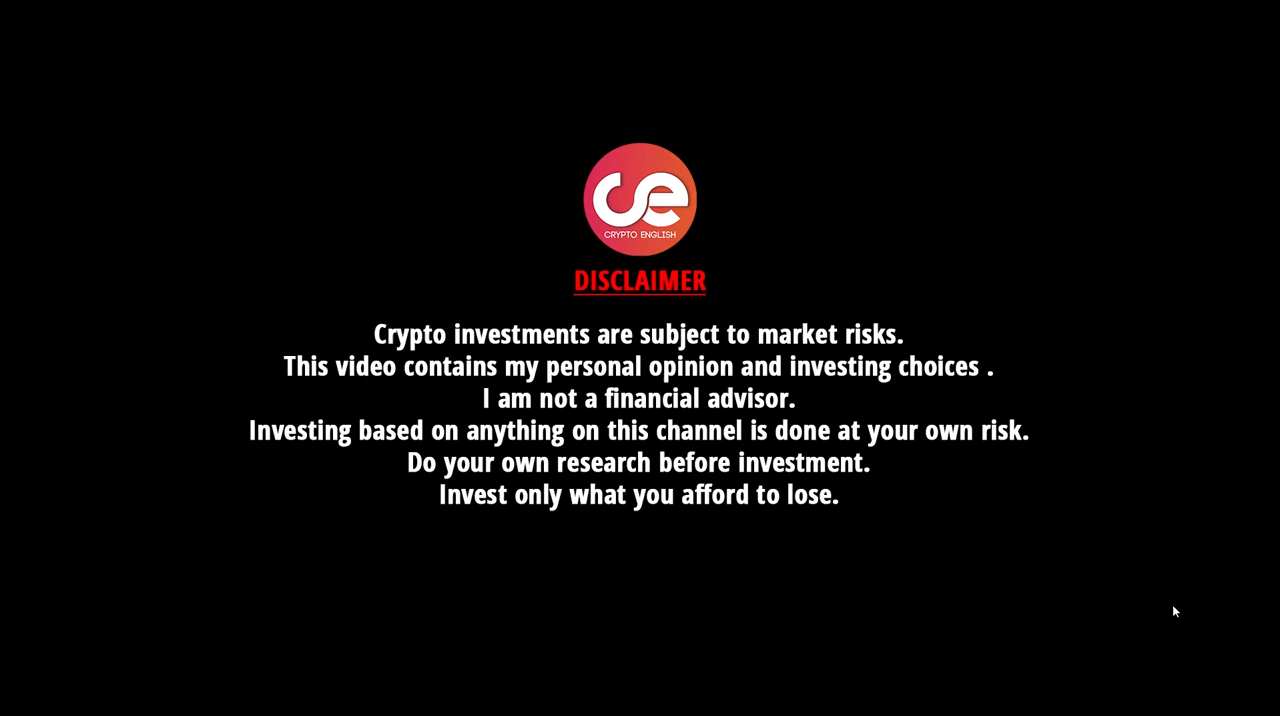 ce
CRYPTO ENGLISH
DISCLAIMER
Crypto investments are subject to market risks.
This video contains my personal opinion and investing choices .
I am not a financial advisor.
Investing based on anything on this channel is done at your own risk.
Do your own research before investment.
Invest only what you afford to lose.